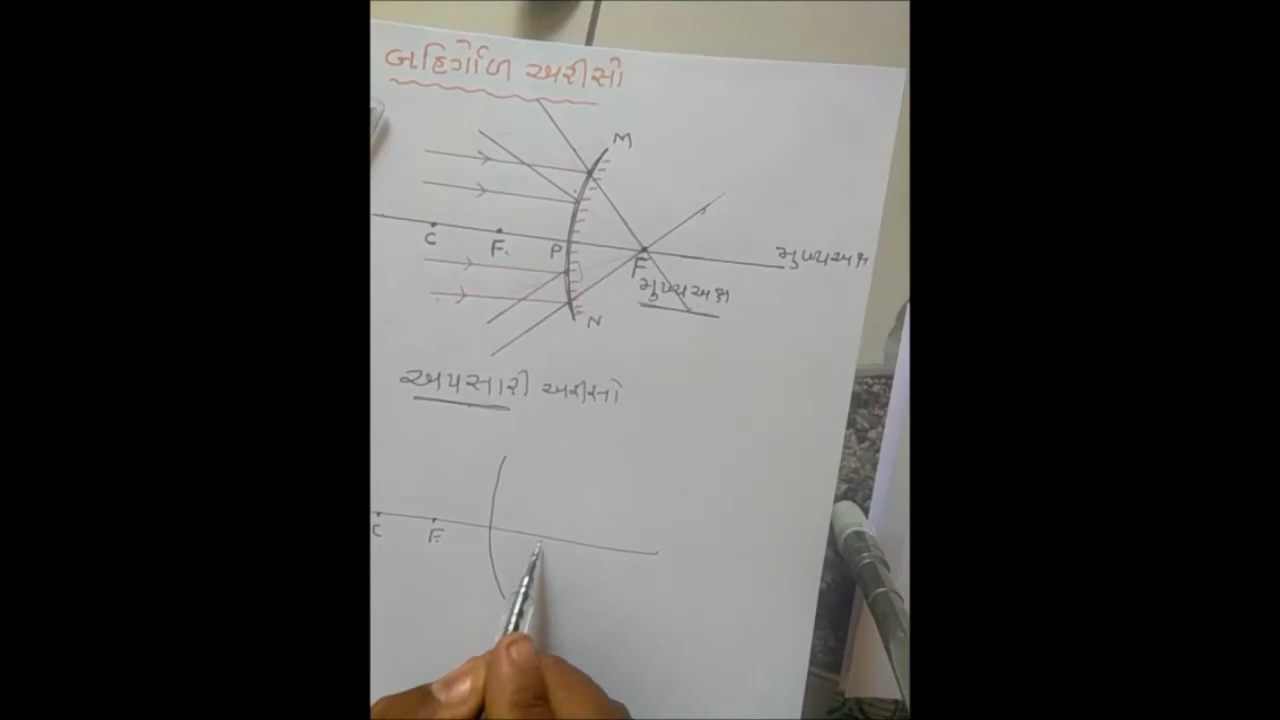 બહિર્ગોળ અરીસો
M
C F. P F મુખ્યઅક્ષ
મુખ્યઅક્ષ
N
અપસારી અરીસો
C F.